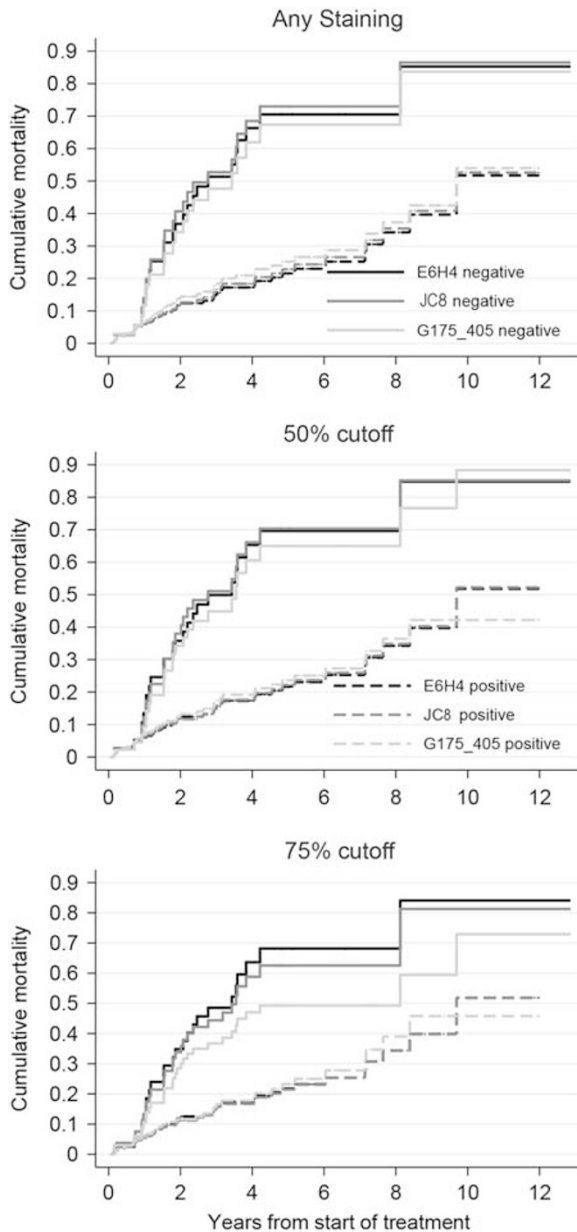 Any Staining
Cumulative mortality
0.9
0.8
0.7
0.6
0.5
0.4
0.3
0.2
0.1
0
E6H4 negative
JC8 negative
G175_405 negative
0 2 4 6 8 10 12
50% cutoff
Cumulative mortality
0.9
0.8
0.7
0.6
0.5
0.4
0.3
0.2
0.1
0
E6H4 positive
JC8 positive
G175_405 positive
0 2 4 6 8 10 12
75% cutoff
Cumulative mortality
0.9
0.8
0.7
0.6
0.5
0.4
0.3
0.2
0.1
0
0 2 4 6 8 10 12
Years from start of treatment